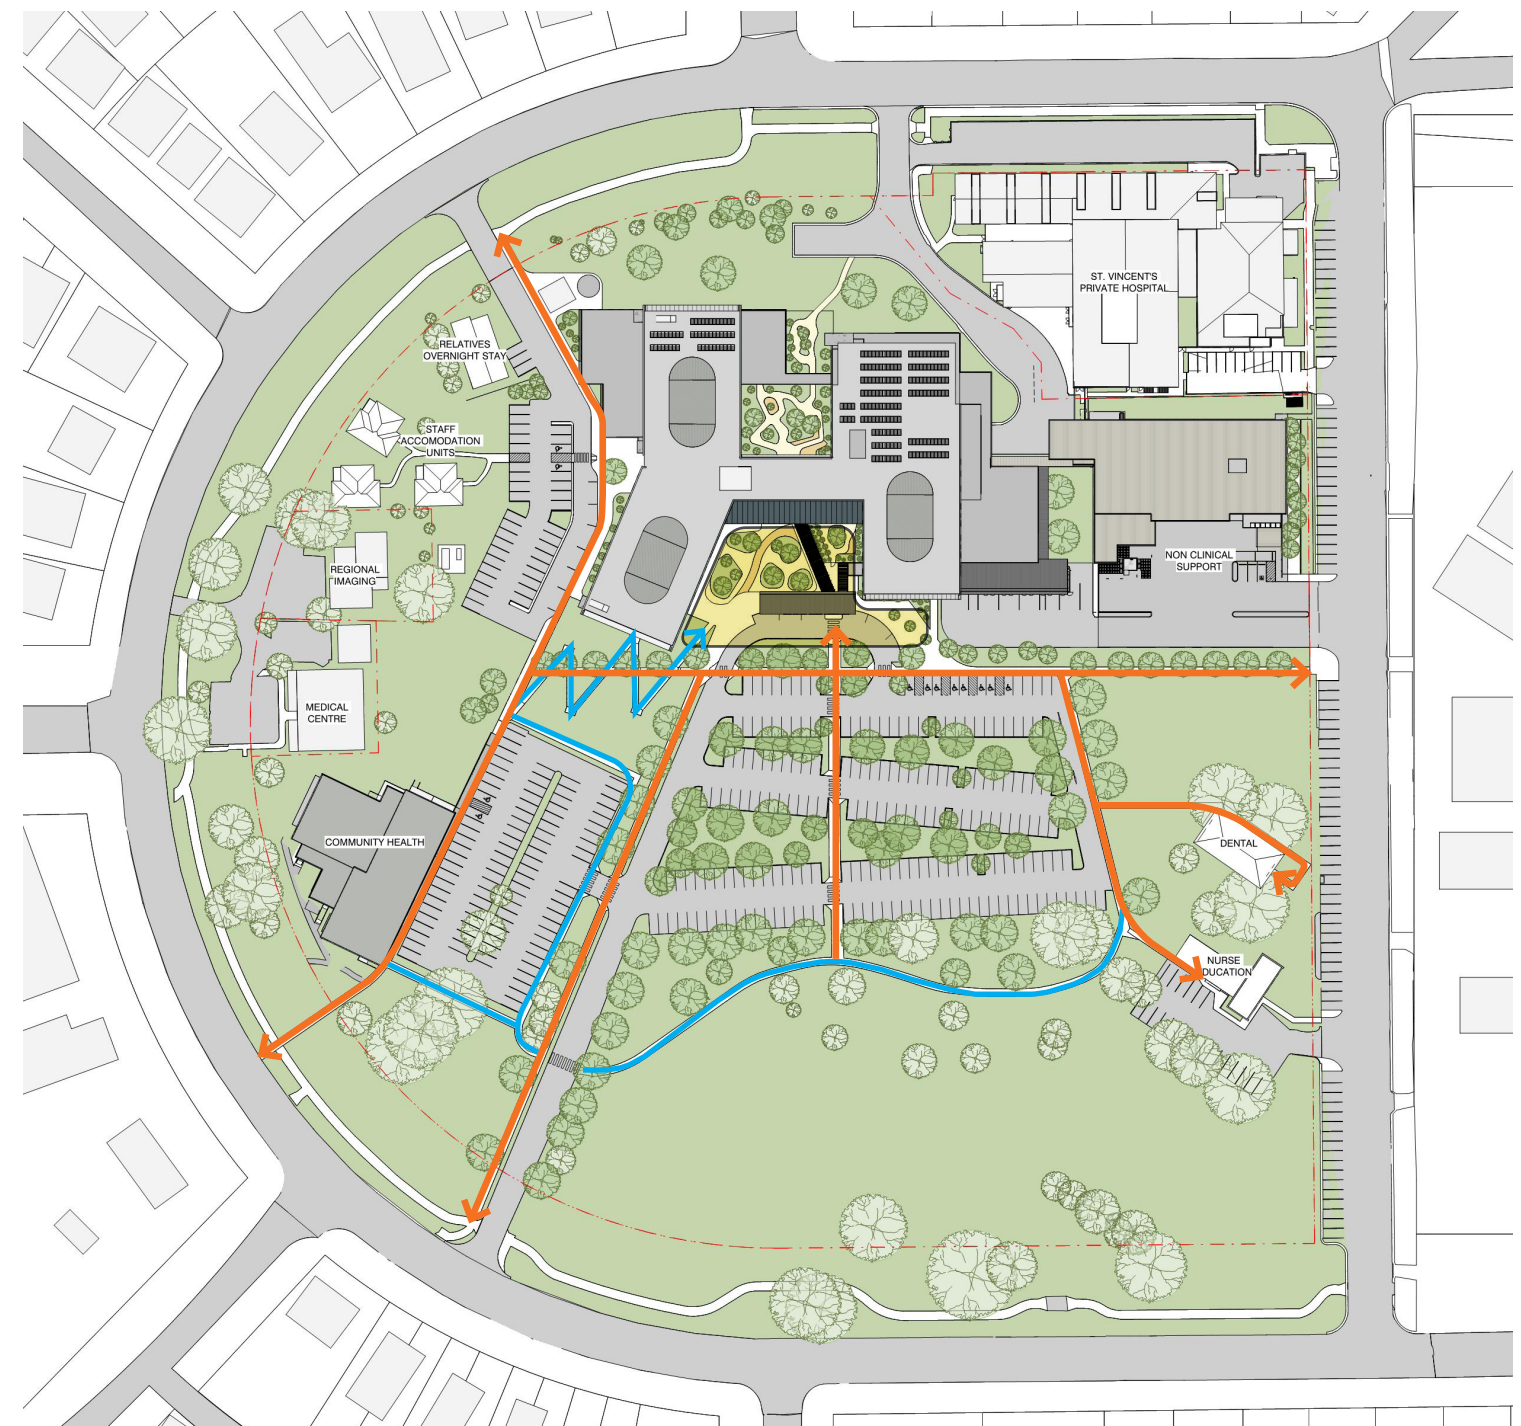 ST. VINCENT'S
PRIVATE HOSPITAL
RELATIVES
OVERNIGHT STAY
STAFF
ACCOMODATION
UNITS
NON CLINICAL
SUPPORT
REGIONAL
IMAGING
MEDICAL
CENTRE
COMMUNITY HEALTH
DENTAL
NURSE
EDUCATION